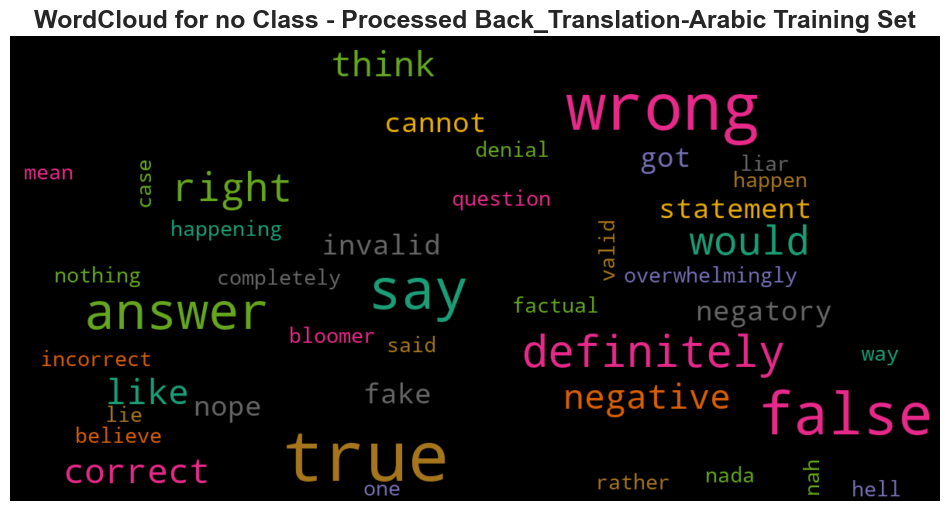 WordCloud for no Class - Processed Back_Translation-Arabic Training Set
think
wrong
cannot
denial
got
liar
mean
case
right
happen
question
statement
happening
invalid
would
valid
nothing
completely
overwhelmingly
say
answer
factual
negatory
bloomer
said
definitely
way
incorrect
like
nope
fake
negative
false
lie
believe
true
correct
one
rather
nada
nah
hell